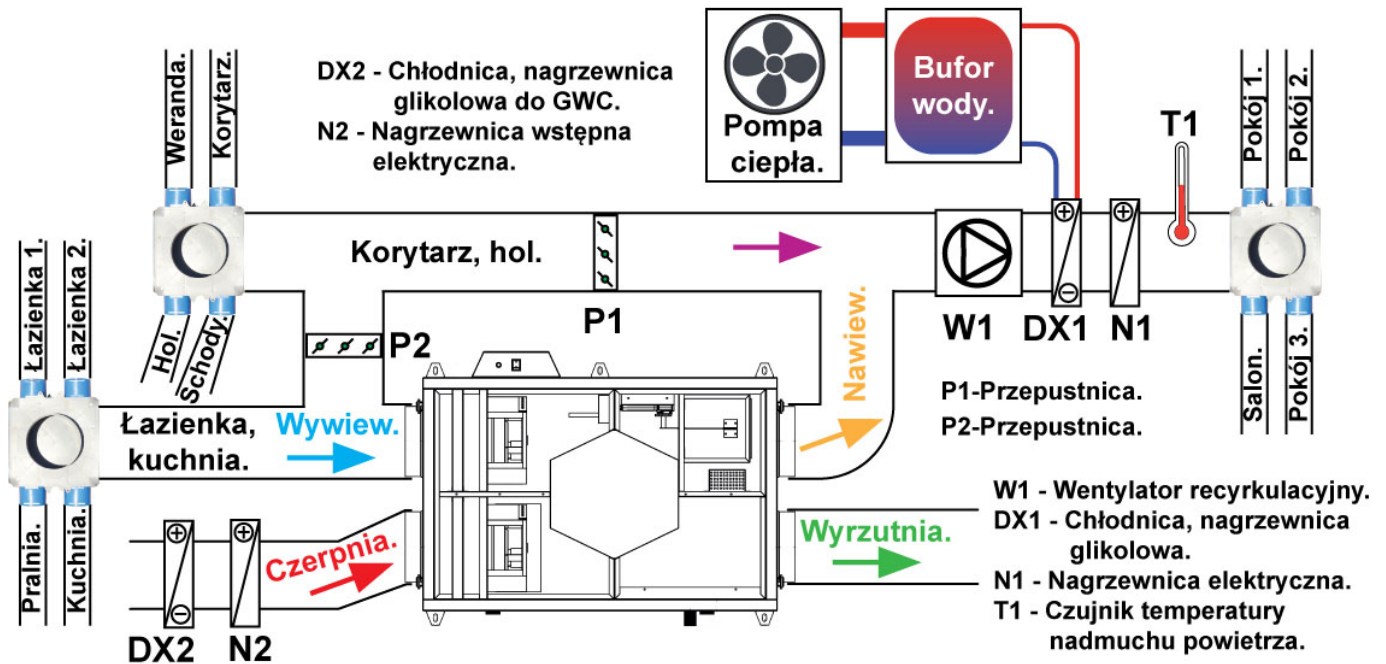 Weranda.
Korytarz.
DX2 - Chłodnica, nagrzewnica
glikolowa do GWC.
N2 - Nagrzewnica wstępna
elektryczna.
Pompa
ciepła.
Bufor
wody.
T1
Pokój 1.
Pokój 2.
Łazienka 1.
Łazienka 2.
Korytarz, hol.
Hol.
Schody.
P2
P1
Nawiew.
W1
DX1
N1
Salon.
Pokój 3.
P1-Przepustnica.
P2-Przepustnica.
Łazienka,
kuchnia.
Wywiew.
Pralnia.
Kuchnia.
Czerpnia.
DX2
N2
Wyrzutnia.
W1 - Wentylator recyrkulacyjny.
DX1 - Chłodnica, nagrzewnica
glikolowa.
N1 - Nagrzewnica elektryczna.
T1 - Czujnik temperatury
nadmuchu powietrza.